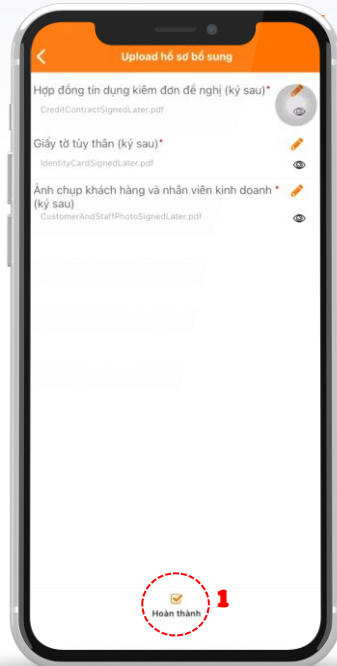 Upload hồ sơ bổ sung
Hợp đồng tín dụng kiêm đơn đề nghị (ký sau)*
CreditContractSignedLater.pdf
Giấy tờ tùy thân (ký sau)*
IdentityCardSignedLater.pdf
Ảnh chụp khách hàng và nhân viên kinh doanh *
(ký sau)
CustomerAndStaffPhotoSignedLater.pdf
Hoàn thành
1